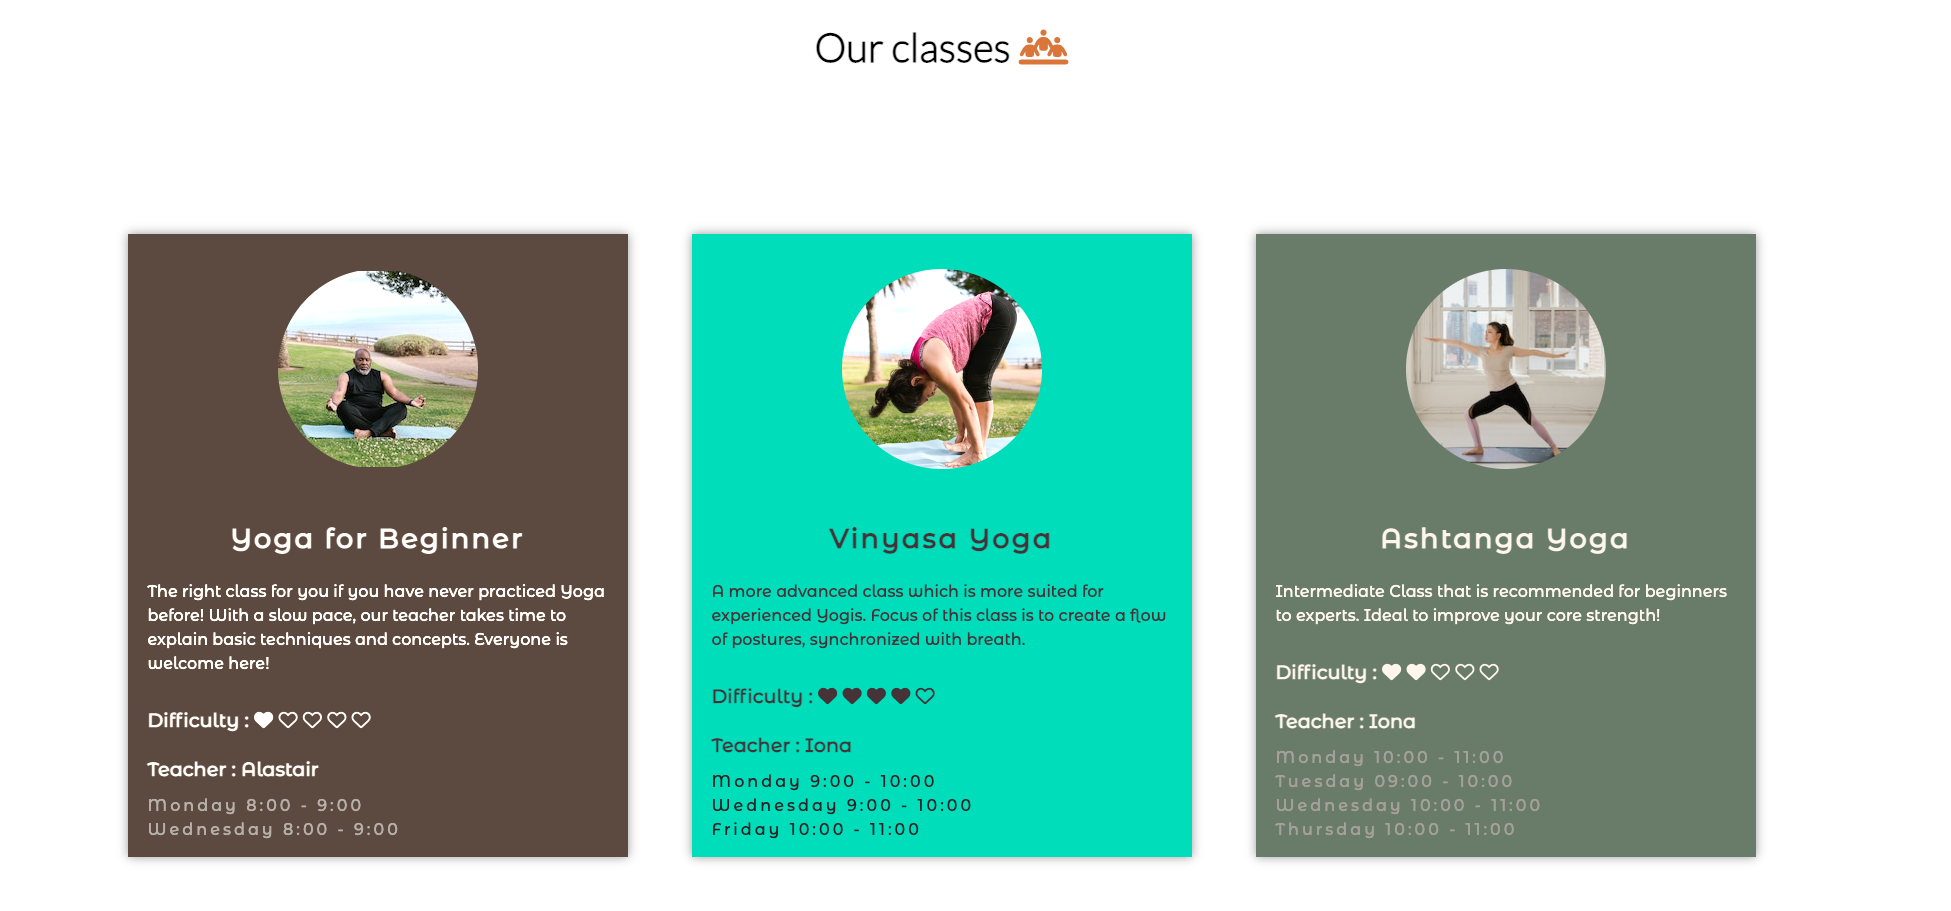 Our classes
Yoga for Beginner
The right class for you if you have never practiced Yoga
before! With a slow pace, our teacher takes time to
explain basic techniques and concepts. Everyone is
welcome here!
Difficulty :
Teacher : Alastair
Monday 8:00 - 9:00
Wednesday 8:00 - 9:00
Vinyasa Yoga
A more advanced class which is more suited for
experienced Yogis. Focus of this class is to create a flow
of postures, synchronized with breath.
Difficulty :
Teacher : Iona
Monday 9:00 - 10:00
Wednesday 9:00 - 10:00
Friday 10:00 - 11:00
Ashtanga Yoga
Intermediate Class that is recommended for beginners
to experts. Ideal to improve your core strength!
Difficulty :
Teacher : Iona
Monday 10:00 - 11:00
Tuesday 09:00 - 10:00
Wednesday 10:00 - 11:00
Thursday 10:00 - 11:00